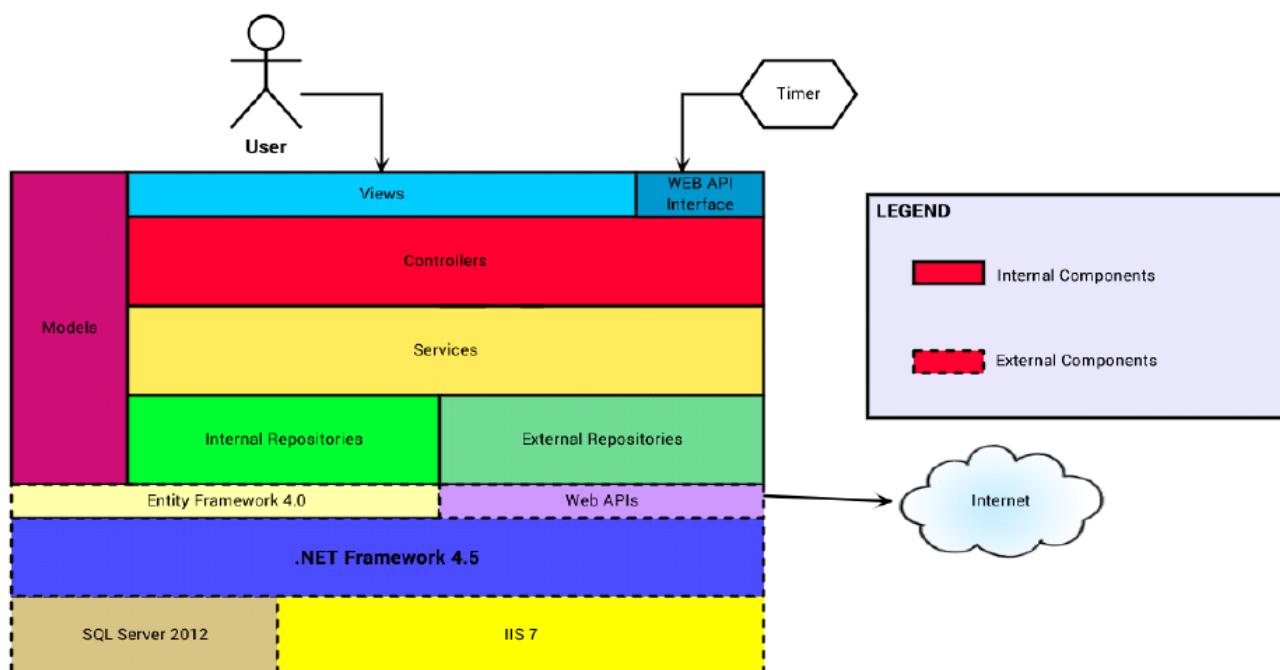 Timer
User
Views
WEB API
Interface
LEGEND
Controllers
Internal Components
Models
Services
External Components
Internal Repositories
External Repositories
Entity Framework 4.0
Web APIs
Internet
.NET Framework 4.5
SQL Server 2012
IIS 7